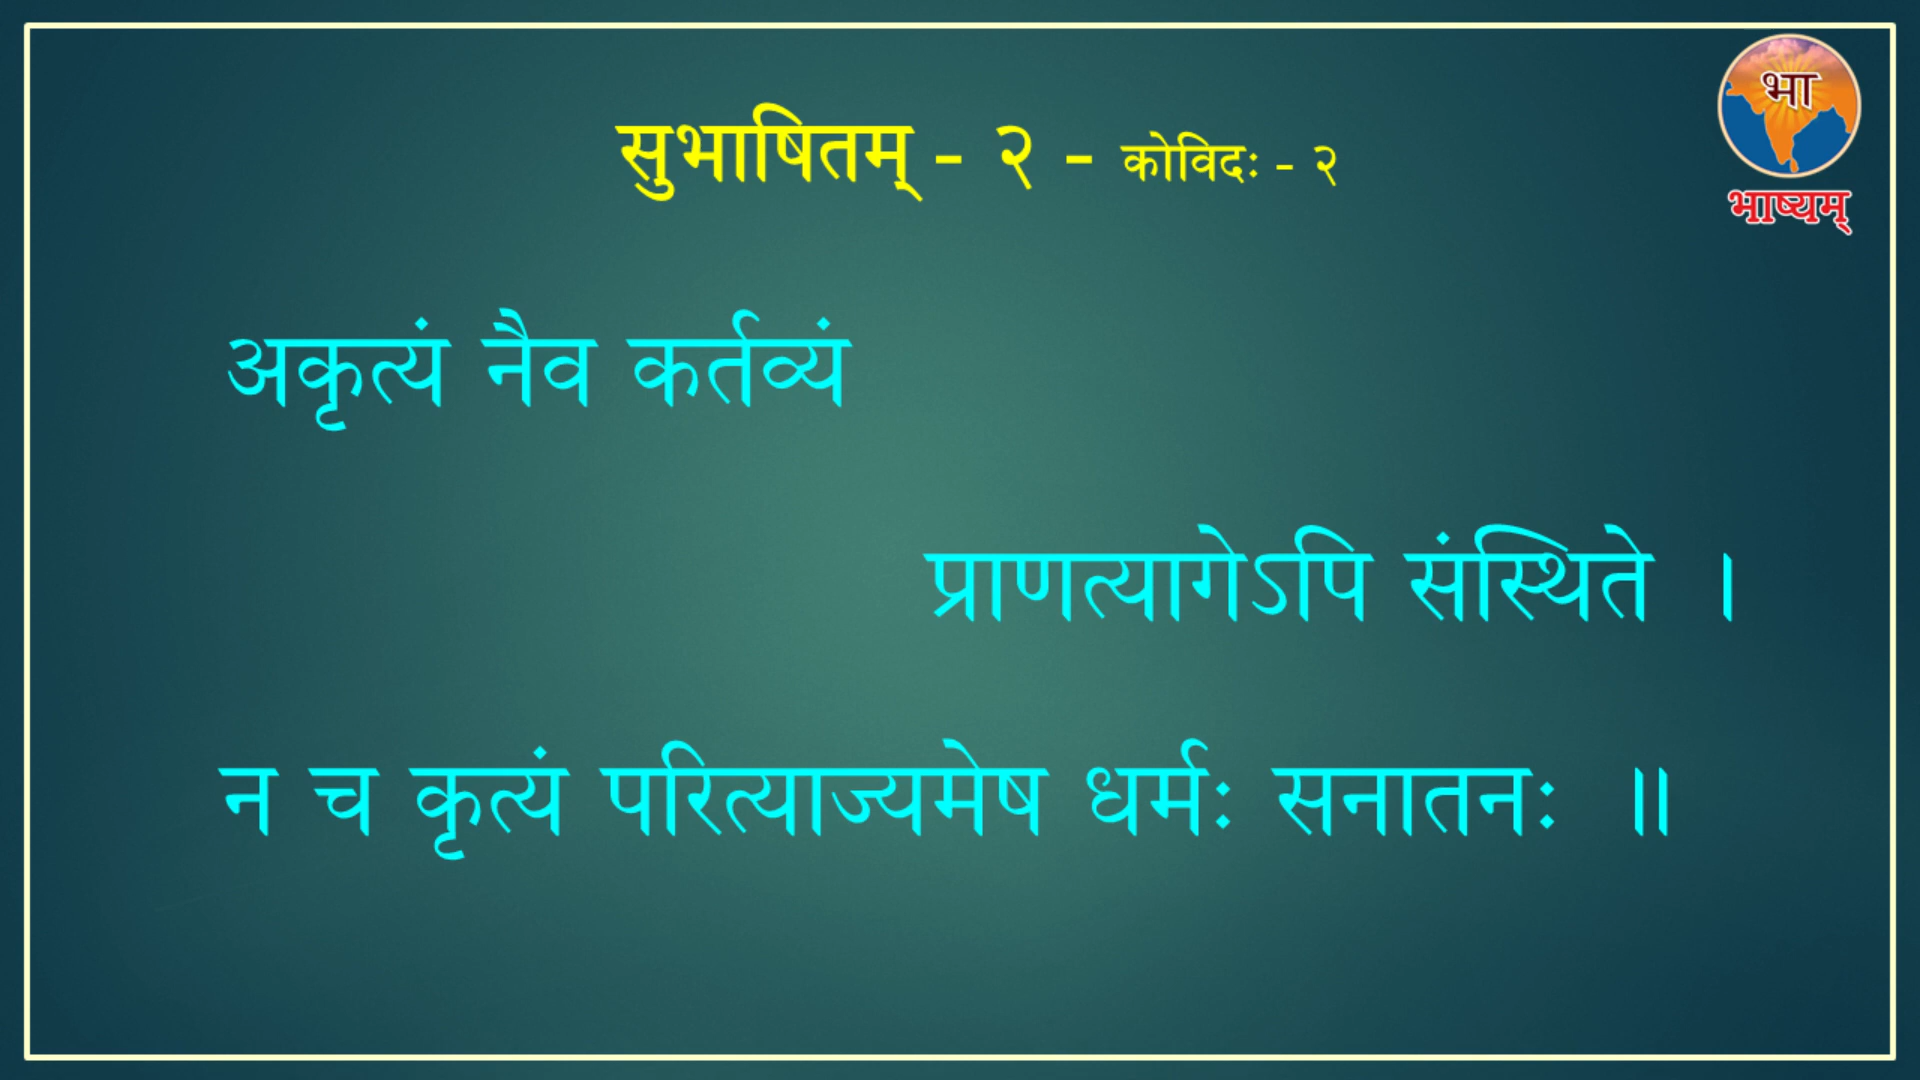 सुभाषितम् - २ - कोविदः - २
भा
भाष्यम्
अकृत्यं नैव कर्तव्यं
प्राणत्यागेऽपि संस्थिते ।
न च कृत्यं परित्याज्यमेष धर्मः सनातनः ॥